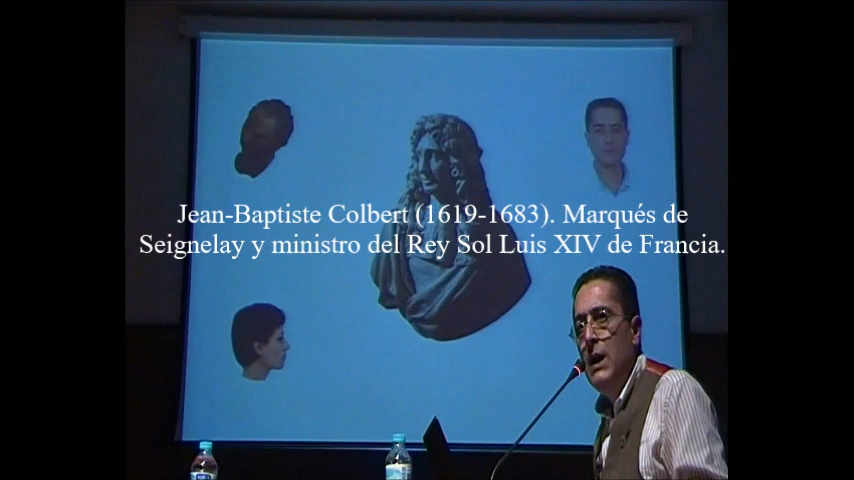 Jean-Baptiste Colbert (1619-1683). Marqués de
Seignelay y ministro del Rey Sol Luis XIV de Francia.